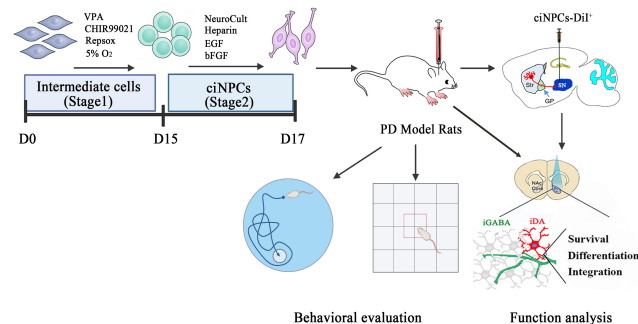 VPA
CHIR99021
Repsox
5% O₂
NeuroCult
Heparin
EGF
bFGF
Intermediate cells
(Stage1)
ciNPCs
(Stage2)
D0
D15
D17
PD Model Rats
ciNPCs-DiI⁺
Str
SN
GP
NAc
iGABA
iDA
Survival
Differentiation
Integration
Behavioral evaluation
Function analysis